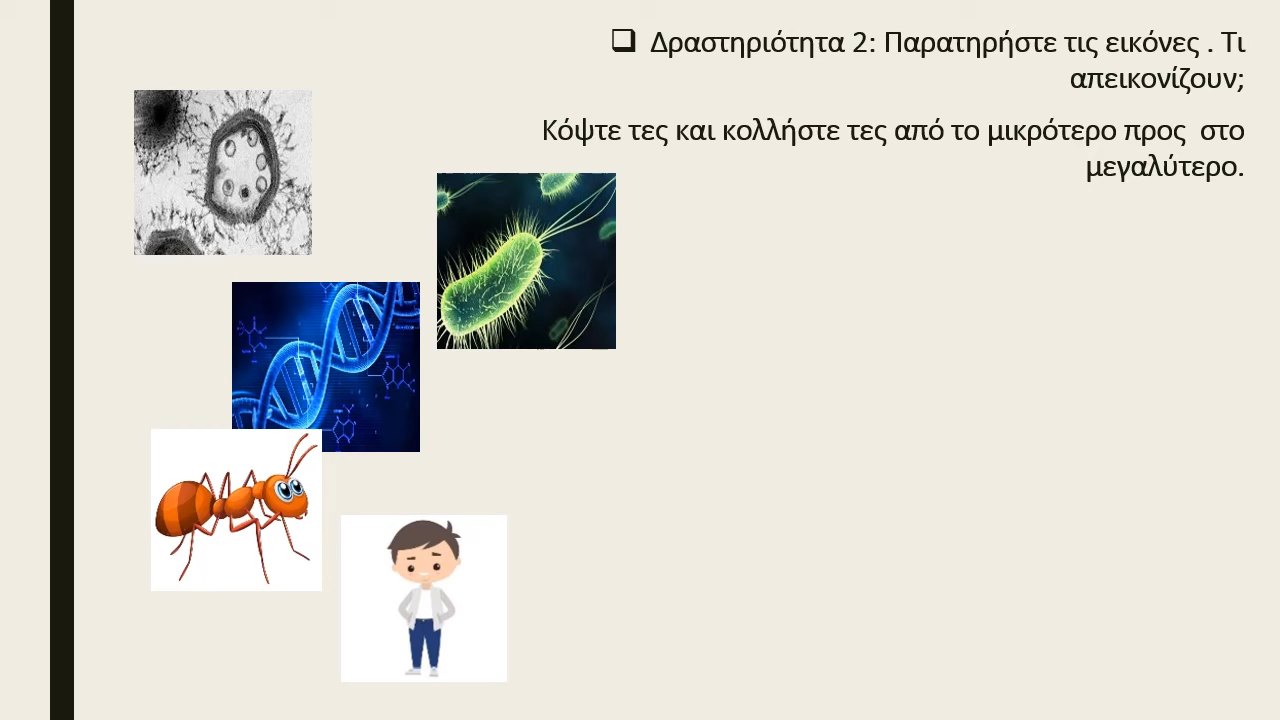 ❑ Δραστηριότητα 2: Παρατηρήστε τις εικόνες . Τι
απεικονίζουν;
Κόψτε τες και κολλήστε τες από το μικρότερο προς στο
μεγαλύτερο.